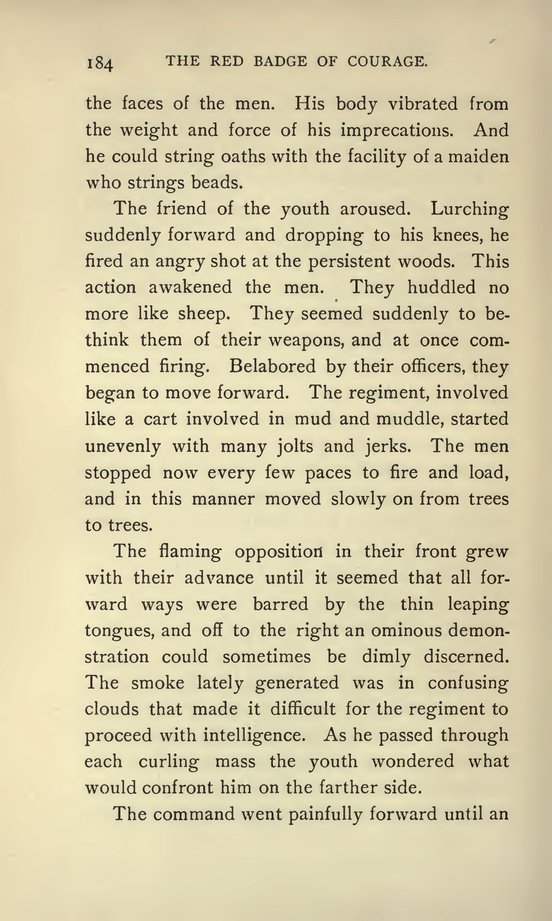 184 THE RED BADGE OF COURAGE.
the faces of the men. His body vibrated from
the weight and force of his imprecations. And
he could string oaths with the facility of a maiden
who strings beads.
The friend of the youth aroused. Lurching
suddenly forward and dropping to his knees, he
fired an angry shot at the persistent woods. This
action awakened the men. They huddled no
more like sheep. They seemed suddenly to be-
think them of their weapons, and at once com-
menced firing. Belabored by their officers, they
began to move forward. The regiment, involved
like a cart involved in mud and muddle, started
unevenly with many jolts and jerks. The men
stopped now every few paces to fire and load,
and in this manner moved slowly on from trees
to trees.
The flaming opposition in their front grew
with their advance until it seemed that all for-
ward ways were barred by the thin leaping
tongues, and off to the right an ominous demon-
stration could sometimes be dimly discerned.
The smoke lately generated was in confusing
clouds that made it difficult for the regiment to
proceed with intelligence. As he passed through
each curling mass the youth wondered what
would confront him on the farther side.
The command went painfully forward until an